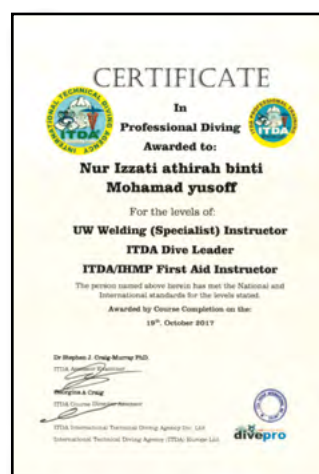 CERTIFICATE
In
Professional Diving
Awarded to:
Nur Izzati athirah binti
Mohamad yusoff
For the levels of:
UW Welding (Specialist) Instructor
ITDA Dive Leader
ITDA/IHMP First Aid Instructor
The person named above herein has met the National and
International standards for the levels stated.
Awarded by Course Completion on the:
19th, October 2017
Dr Stephen J. Craig-Murray PhD.
Georgina A Craig
ITDA International Technical Diving Agency Inc. Ltd
International Technical Diving Agency (ITDA) Europe Ltd
INTERNATIONAL TECHNICAL DIVING AGENCY
ITDA
ITDA
divepro